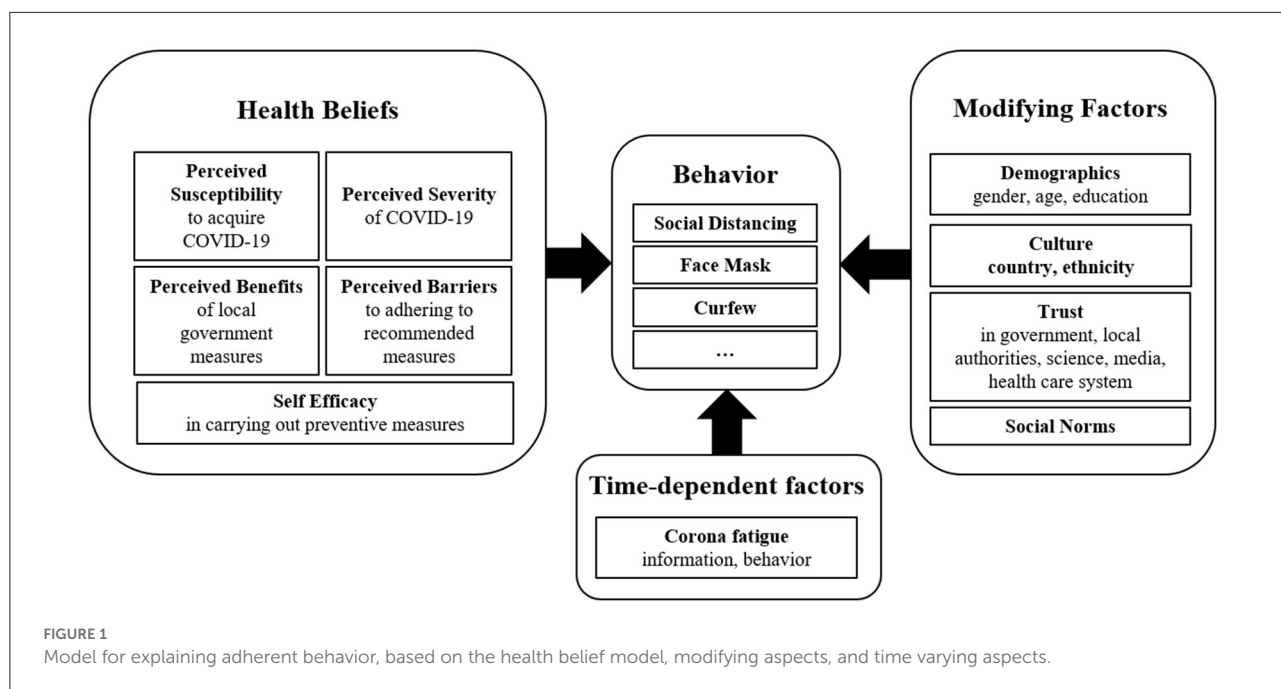 Health Beliefs
Perceived
Susceptibility
to acquire
COVID-19
Perceived Severity
of COVID-19
Perceived Benefits
of local
government
measures
Perceived Barriers
to adhering to
recommended
measures
Self Efficacy
in carrying out preventive measures
Behavior
Social Distancing
Face Mask
Curfew
...
Modifying Factors
Demographics
gender, age, education
Culture
country, ethnicity
Trust
in government, local
authorities, science, media,
health care system
Social Norms
Time-dependent factors
Corona fatigue
information, behavior
FIGURE 1
Model for explaining adherent behavior, based on the health belief model, modifying aspects, and time varying aspects.